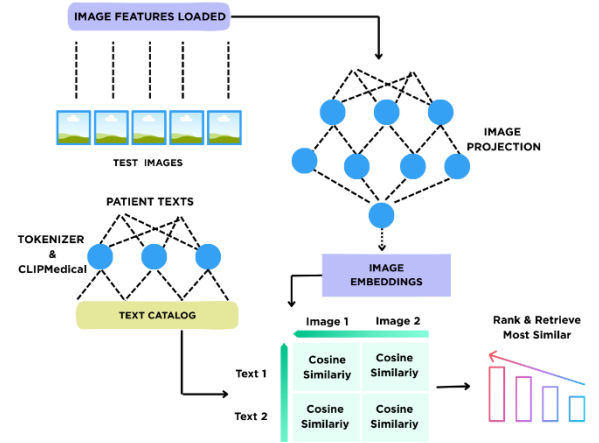 IMAGE FEATURES LOADED
TEST IMAGES
IMAGE
PROJECTION
PATIENT TEXTS
TOKENIZER
&
CLIPMedical
TEXT CATALOG
IMAGE
EMBEDDINGS
Image 1
Image 2
Rank & Retrieve
Most Similar
Text 1
Cosine
Similariy
Cosine
Similariy
Text 2
Cosine
Similariy
Cosine
Similariy